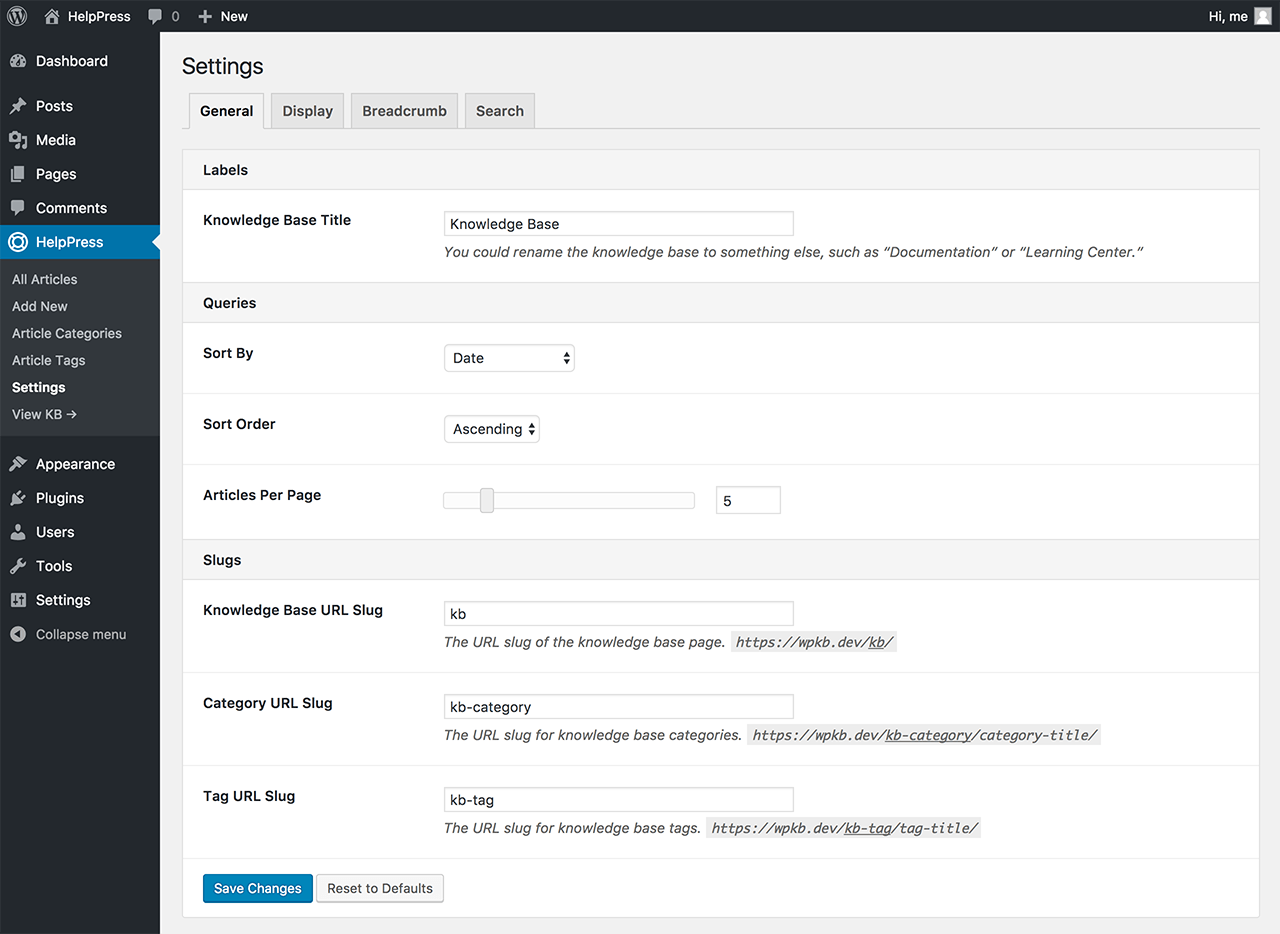 HelpPress 0 New Hi, me
Dashboard
Posts
Media
Pages
Comments
HelpPress
All Articles
Add New
Article Categories
Article Tags
Settings
View KB →
Appearance
Plugins
Users
Tools
Settings
Collapse menu
Settings
General Display Breadcrumb Search
Labels
Knowledge Base Title Knowledge Base
You could rename the knowledge base to something else, such as “Documentation” or “Learning Center.”
Queries
Sort By Date
Sort Order Ascending
Articles Per Page 5
Slugs
Knowledge Base URL Slug kb
The URL slug of the knowledge base page. https://wpkb.dev/kb/
Category URL Slug kb-category
The URL slug for knowledge base categories. https://wpkb.dev/kb-category/category-title/
Tag URL Slug kb-tag
The URL slug for knowledge base tags. https://wpkb.dev/kb-tag/tag-title/
Save Changes Reset to Defaults